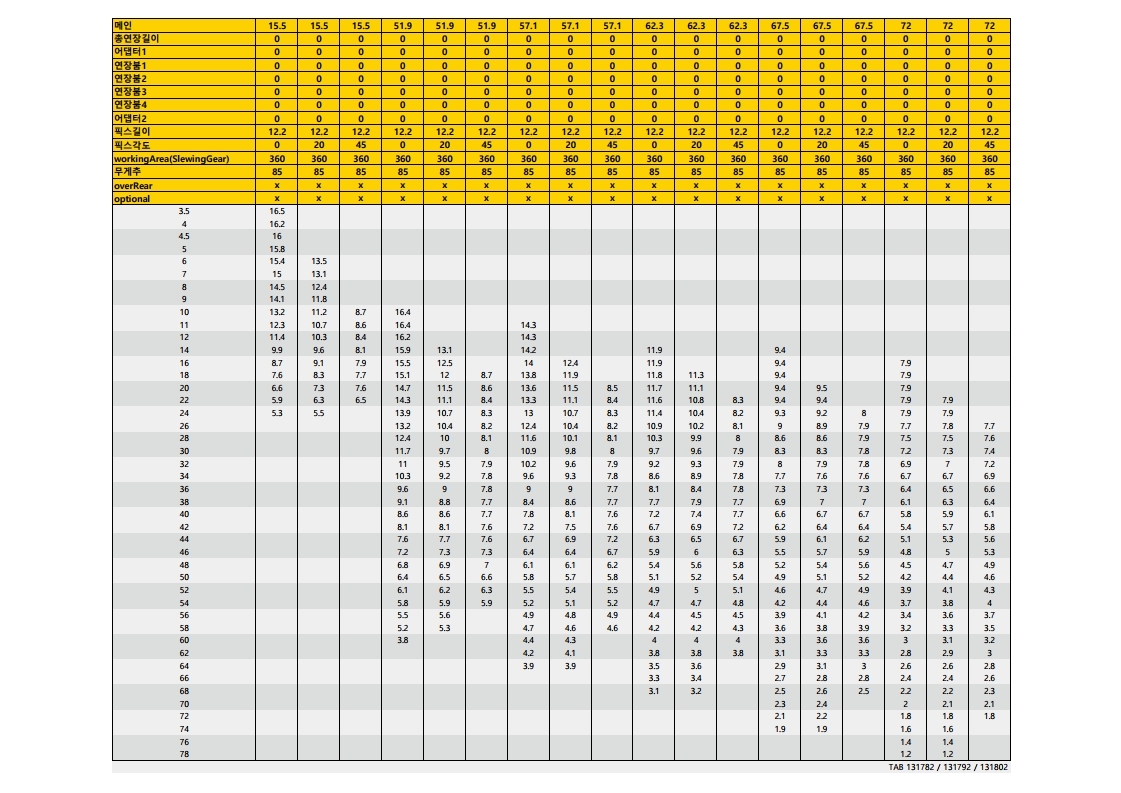 메인 15.5 15.5 15.5 51.9 51.9 51.9 57.1 57.1 57.1 62.3 62.3 62.3 67.5 67.5 67.5 72 72 72
총연장길이 0 0 0 0 0 0 0 0 0 0 0 0 0 0 0 0 0 0
어댑터1 0 0 0 0 0 0 0 0 0 0 0 0 0 0 0 0 0 0
연장붐1 0 0 0 0 0 0 0 0 0 0 0 0 0 0 0 0 0 0
연장붐2 0 0 0 0 0 0 0 0 0 0 0 0 0 0 0 0 0 0
연장붐3 0 0 0 0 0 0 0 0 0 0 0 0 0 0 0 0 0 0
연장붐4 0 0 0 0 0 0 0 0 0 0 0 0 0 0 0 0 0 0
어댑터2 0 0 0 0 0 0 0 0 0 0 0 0 0 0 0 0 0 0
픽스길이 12.2 12.2 12.2 12.2 12.2 12.2 12.2 12.2 12.2 12.2 12.2 12.2 12.2 12.2 12.2 12.2 12.2 12.2
픽스각도 0 20 45 0 20 45 0 20 45 0 20 45 0 20 45 0 20 45
workingArea(SlewingGear) 360 360 360 360 360 360 360 360 360 360 360 360 360 360 360 360 360 360
무게추 85 85 85 85 85 85 85 85 85 85 85 85 85 85 85 85 85 85
overRear x x x x x x x x x x x x x x x x x x
optional x x x x x x x x x x x x x x x x x x
3.5 16.5
4 16.2
4.5 16
5 15.8
6 15.4 13.5
7 15 13.1
8 14.5 12.4
9 14.1 11.8
10 13.2 11.2 8.7 16.4
11 12.3 10.7 8.6 16.4 14.3
12 11.4 10.3 8.4 16.2 14.3
14 9.9 9.6 8.1 15.9 13.1 14.2 11.9 9.4
16 8.7 9.1 7.9 15.5 12.5 14 12.4 11.9 9.4 7.9
18 7.6 8.3 7.7 15.1 12 8.7 13.8 11.9 11.8 11.3 9.4 7.9
20 6.6 7.3 7.6 14.7 11.5 8.6 13.6 11.5 8.5 11.7 11.1 9.4 9.5 7.9
22 5.9 6.3 6.5 14.3 11.1 8.4 13.3 11.1 8.4 11.6 10.8 8.3 9.4 9.4 7.9 7.9
24 5.3 5.5 13.9 10.7 8.3 13 10.7 8.3 11.4 10.4 8.2 9.3 9.2 8 7.9 7.9
26 13.2 10.4 8.2 12.4 10.4 8.2 10.9 10.2 8.1 9 8.9 7.9 7.7 7.8 7.7
28 12.4 10 8.1 11.6 10.1 8.1 10.3 9.9 8 8.6 8.6 7.9 7.5 7.5 7.6
30 11.7 9.7 8 10.9 9.8 8 9.7 9.6 7.9 8.3 8.3 7.8 7.2 7.3 7.4
32 11 9.5 7.9 10.2 9.6 7.9 9.2 9.3 7.9 8 7.9 7.8 6.9 7 7.2
34 10.3 9.2 7.8 9.6 9.3 7.8 8.6 8.9 7.8 7.7 7.6 7.6 6.7 6.7 6.9
36 9.6 9 7.8 9 9 7.7 8.1 8.4 7.8 7.3 7.3 7.3 6.4 6.5 6.6
38 9.1 8.8 7.7 8.4 8.6 7.7 7.7 7.9 7.7 6.9 7 7 6.1 6.3 6.4
40 8.6 8.6 7.7 7.8 8.1 7.6 7.2 7.4 7.7 6.6 6.7 6.7 5.8 5.9 6.1
42 8.1 8.1 7.6 7.2 7.5 7.6 6.7 6.9 7.2 6.2 6.4 6.4 5.4 5.7 5.8
44 7.6 7.7 7.6 6.7 6.9 7.2 6.3 6.5 6.7 5.9 6.1 6.2 5.1 5.3 5.6
46 7.2 7.3 7.3 6.4 6.4 6.7 5.9 6 6.3 5.5 5.7 5.9 4.8 5 5.3
48 6.8 6.9 7 6.1 6.1 6.2 5.4 5.6 5.8 5.2 5.4 5.6 4.5 4.7 4.9
50 6.4 6.5 6.6 5.8 5.7 5.8 5.1 5.2 5.4 4.9 5.1 5.2 4.2 4.4 4.6
52 6.1 6.2 6.3 5.5 5.4 5.5 4.9 5 5.1 4.6 4.7 4.9 3.9 4.1 4.3
54 5.8 5.9 5.9 5.2 5.1 5.2 4.7 4.7 4.8 4.2 4.4 4.6 3.7 3.8 4
56 5.5 5.6 4.9 4.8 4.9 4.4 4.5 4.5 3.9 4.1 4.2 3.4 3.6 3.7
58 5.2 5.3 4.7 4.6 4.6 4.2 4.2 4.3 3.6 3.8 3.9 3.2 3.3 3.5
60 3.8 4.4 4.3 4 4 4 3.3 3.6 3.6 3 3.1 3.2
62 4.2 4.1 3.8 3.8 3.8 3.1 3.3 3.3 2.8 2.9 3
64 3.9 3.9 3.5 3.6 2.9 3.1 3 2.6 2.6 2.8
66 3.3 3.4 2.7 2.8 2.8 2.4 2.4 2.6
68 3.1 3.2 2.5 2.6 2.5 2.2 2.2 2.3
70 2.3 2.4 2 2.1 2.1
72 2.1 2.2 1.8 1.8 1.8
74 1.9 1.9 1.6 1.6
76 1.4 1.4
78 1.2 1.2
TAB 131782 / 131792 / 131802